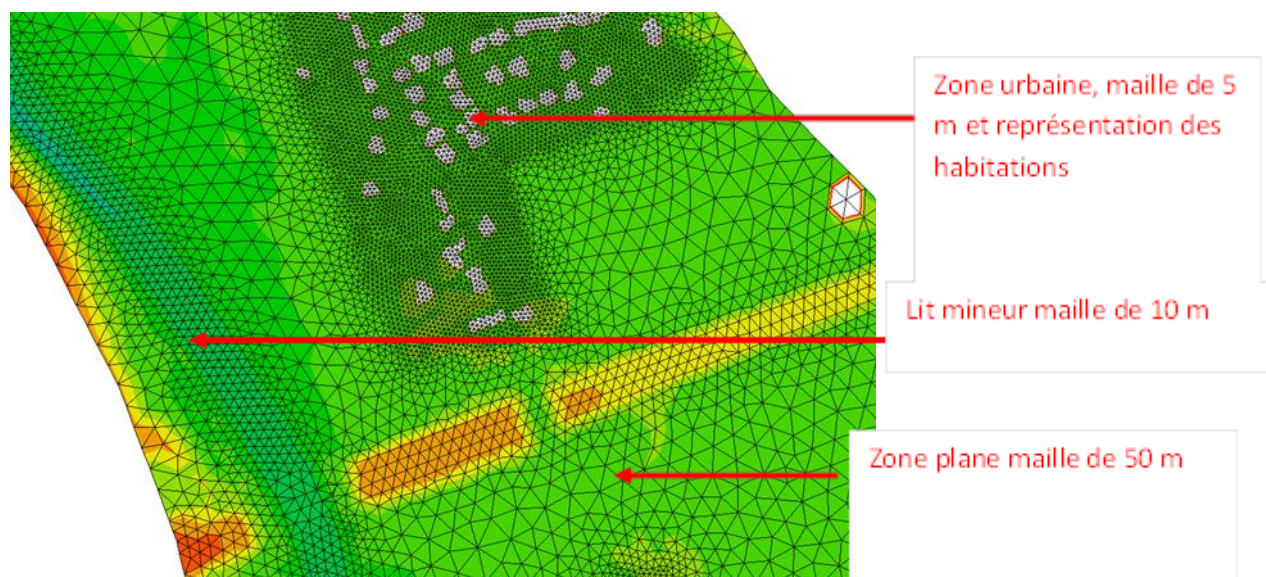 Zone urbaine, maille de 5
m et représentation des
habitations
Lit mineur maille de 10 m
Zone plane maille de 50 m